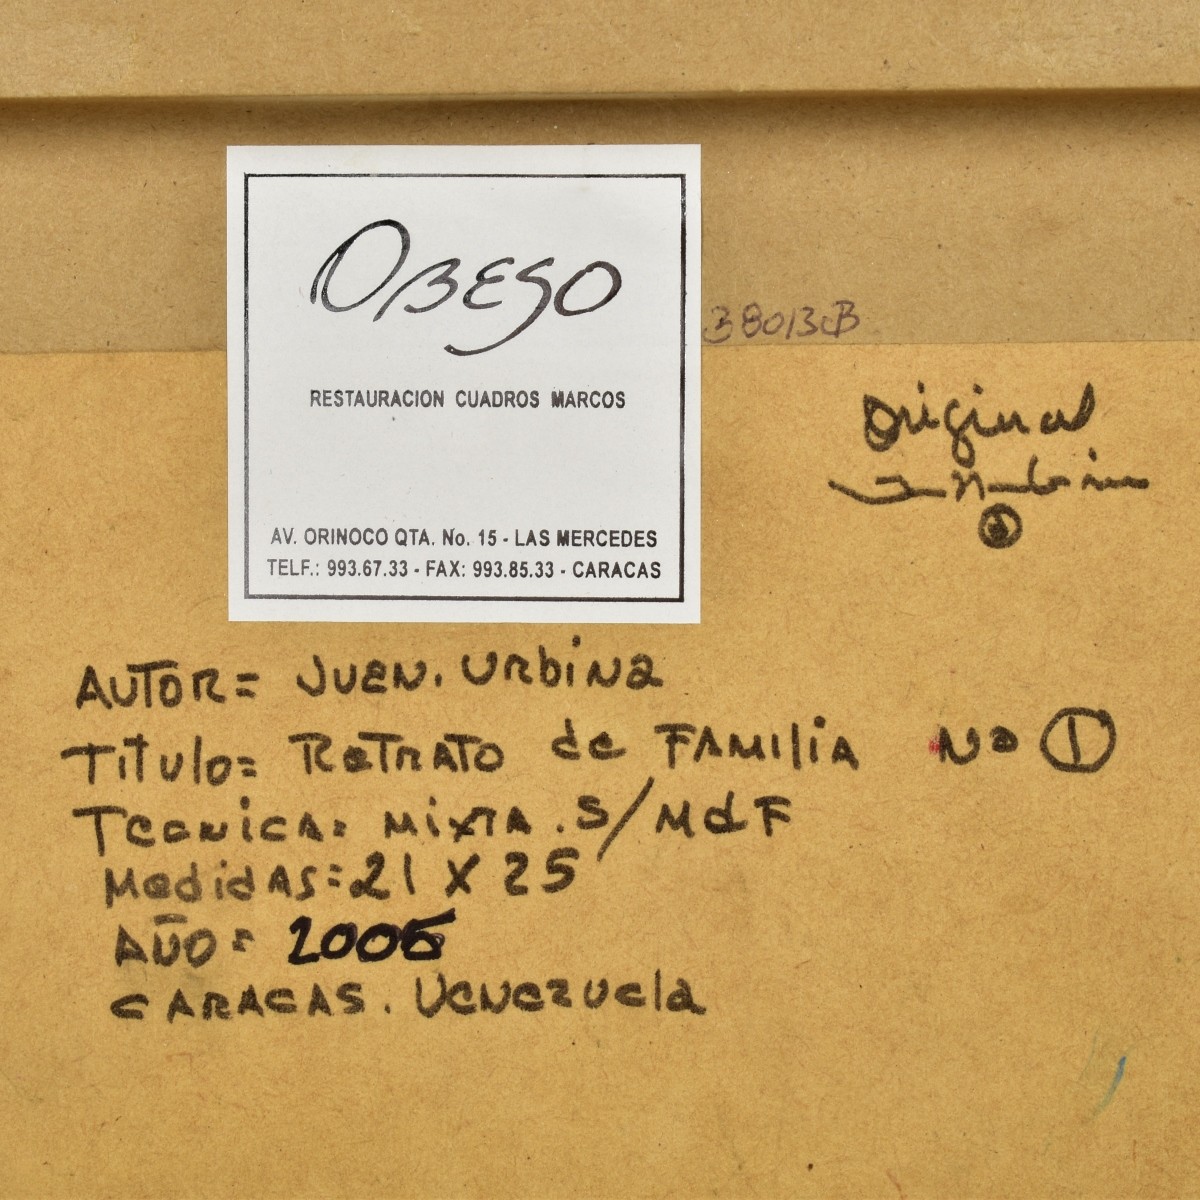 OBESO
RESTAURACION CUADROS MARCOS
AV. ORINOCO QTA. No. 15 - LAS MERCEDES
TELF.: 993.67.33 - FAX: 993.85.33 - CARACAS
Original
AUTOR= JUAN. URBINA
TITULO= RETRATO de FAMILIA No 1
TECNICA= MIXTA. S/MdF
MedidAS: 21 X 25
AÑO= 2006
CARACAS. VENEZUELA